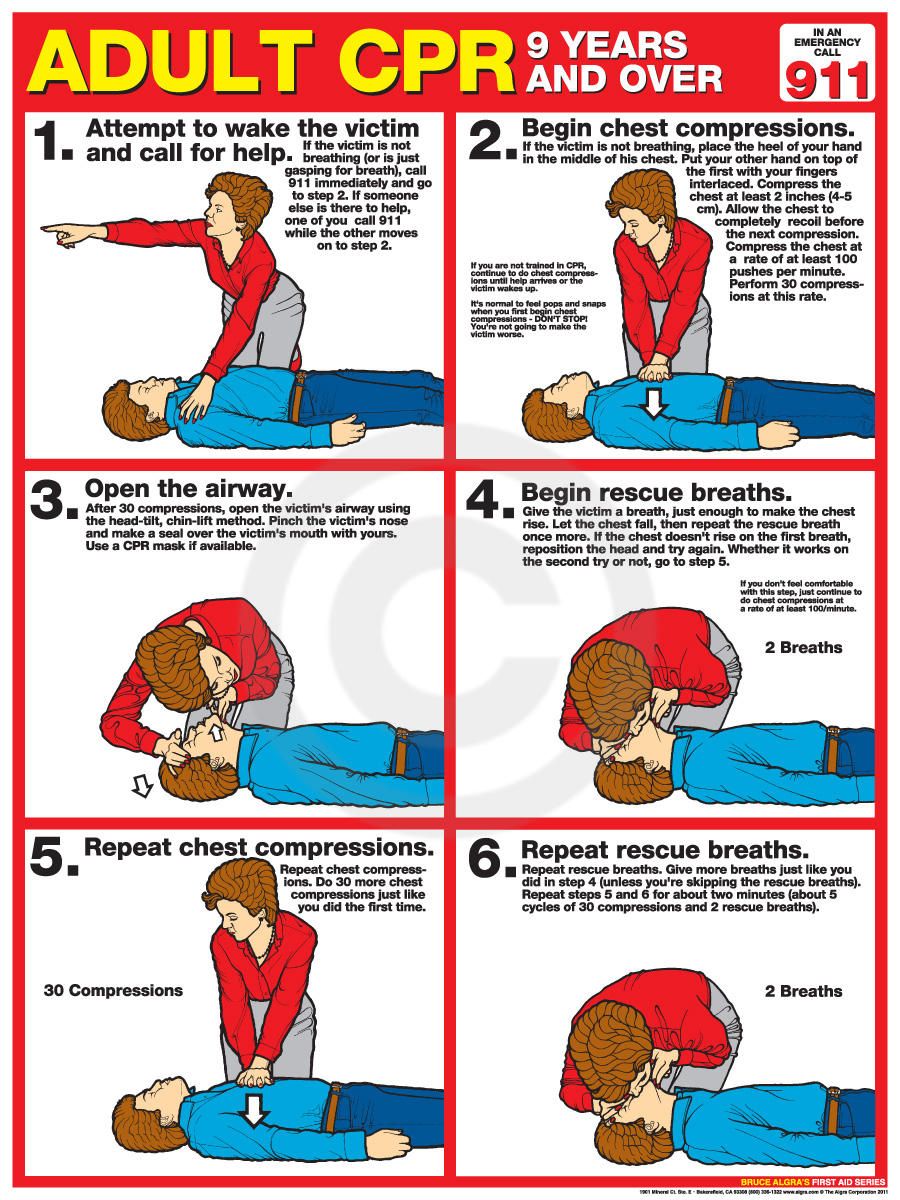 ADULT CPR
9 YEARS
AND OVER
IN AN
EMERGENCY
CALL
911
1.
Attempt to wake the victim
and call for help.
If the victim is not
breathing (or is just
gasping for breath), call
911 immediately and go
to step 2. If someone
else is there to help,
one of you call 911
while the other moves
on to step 2.
2.
Begin chest compressions.
If the victim is not breathing, place the heel of your hand
in the middle of his chest. Put your other hand on top of
the first with your fingers
interlaced. Compress the
chest at least 2 inches (4-5
cm). Allow the chest to
completely recoil before
the next compression.
Compress the chest at
a rate of at least 100
pushes per minute.
Perform 30 compress-
ions at this rate.
If you are not trained in CPR,
continue to do chest compress-
ions until help arrives or the
victim wakes up.
It's normal to feel pops and snaps
when you first begin chest
compressions - DON'T STOP!
You're not going to make the
victim worse.
3.
Open the airway.
After 30 compressions, open the victim's airway using
the head-tilt, chin-lift method. Pinch the victim's nose
and make a seal over the victim's mouth with yours.
Use a CPR mask if available.
4.
Begin rescue breaths.
Give the victim a breath, just enough to make the chest
rise. Let the chest fall, then repeat the rescue breath
once more. If the chest doesn't rise on the first breath,
reposition the head and try again. Whether it works on
the second try or not, go to step 5.
If you don't feel comfortable
with this step, just continue to
do chest compressions at
a rate of at least 100/minute.
2 Breaths
5.
Repeat chest compressions.
Repeat chest compress-
ions. Do 30 more chest
compressions just like
you did the first time.
30 Compressions
6.
Repeat rescue breaths.
Repeat rescue breaths. Give more breaths just like you
did in step 4 (unless you're skipping the rescue breaths).
Repeat steps 5 and 6 for about two minutes (about 5
cycles of 30 compressions and 2 rescue breaths).
2 Breaths
©
BRUCE ALGRA'S FIRST AID SERIES
1901 Mineral Ct. Ste. E - Bakersfield, CA 93308 (800) 336-1322 www.algra.com © The Algra Corporation 2011